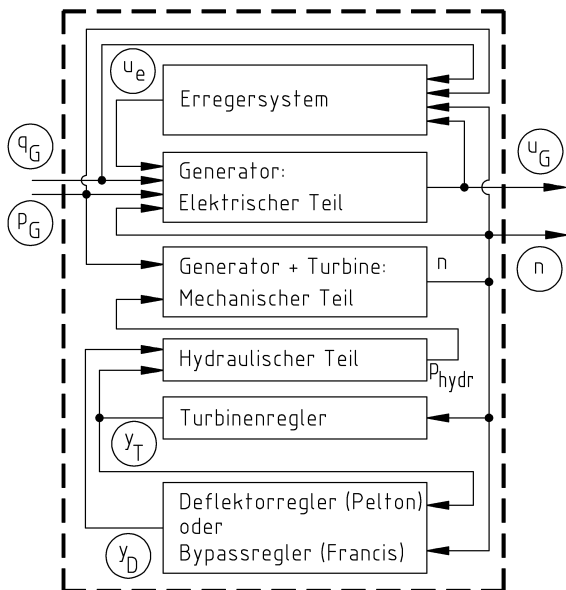 u_e
Erregersystem
q_G
u_G
Generator:
Elektrischer Teil
p_G
n
Generator + Turbine:
n
Mechanischer Teil
Hydraulischer Teil
p_hydr
Turbinenregler
y_T
Deflektorregler (Pelton)
oder
Bypassregler (Francis)
y_D